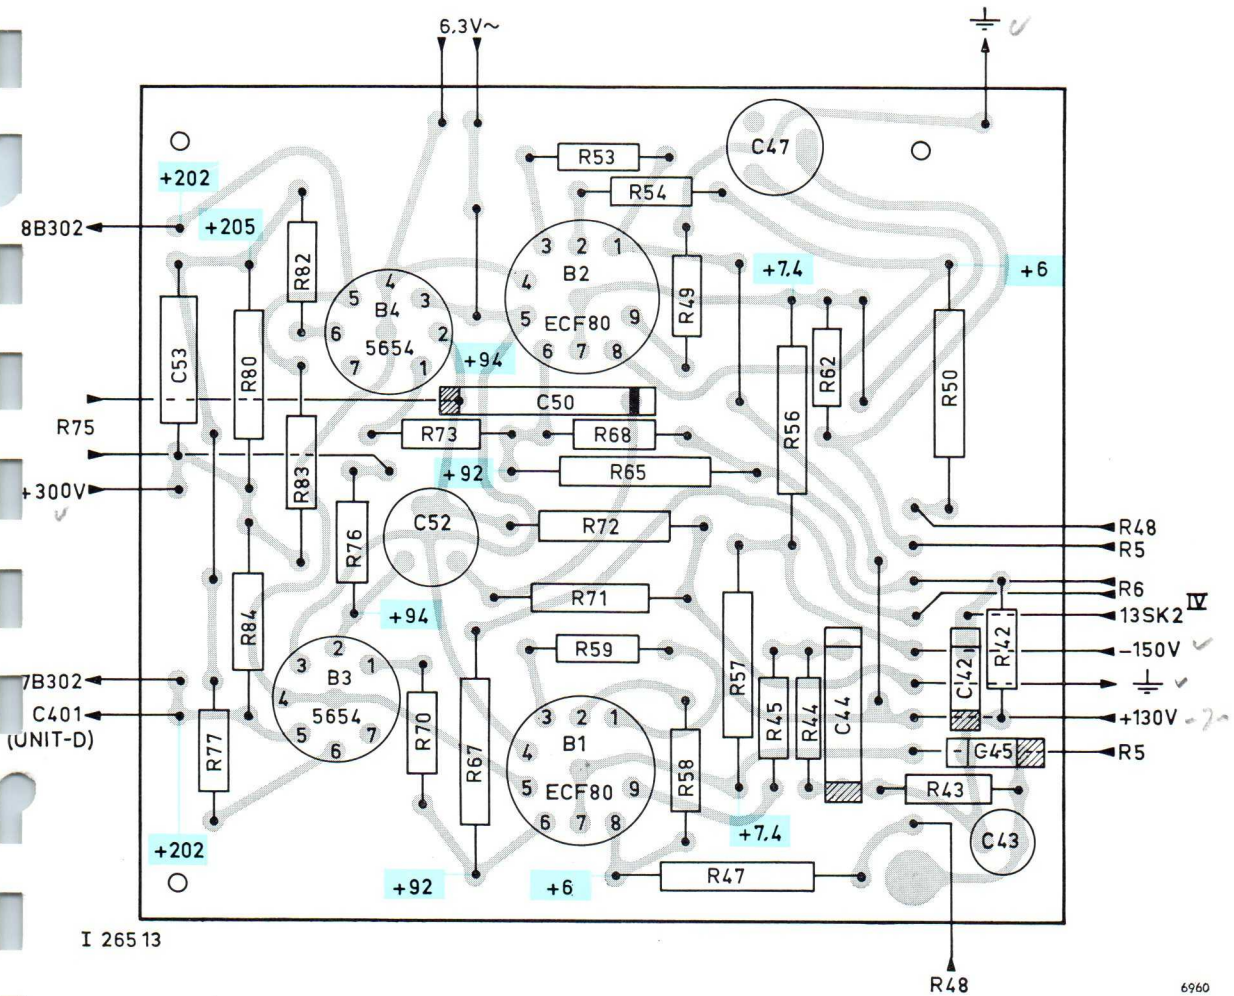 6.3V~
C47
R53
+202
R54
8B302
+205
3 2 1
R82
B2
+7.4
+6
4
4
5 3
B4
R49
5 ECF80 9
6 2
5654
6 7 8
C53
R80
7 1
+94
R62
R50
C50
R56
R75
R73
R68
+92
R65
R83
+300V
C52
R72
R48
R76
R5
R71
R6
+94
13SK2 IV
R84
R42
R59
2
3 1
-150V
B3
R57
C42
7B302
4
R45
R44
C44
3 2 1
C401
5654
+130V
(UNIT-D)
R70
B1
5 7
6
4
R77
R67
R58
C45
R5
5 ECF80 9
R43
6 7 8
+7.4
C43
+202
+92
+6
R47
I 26513
R48
6960